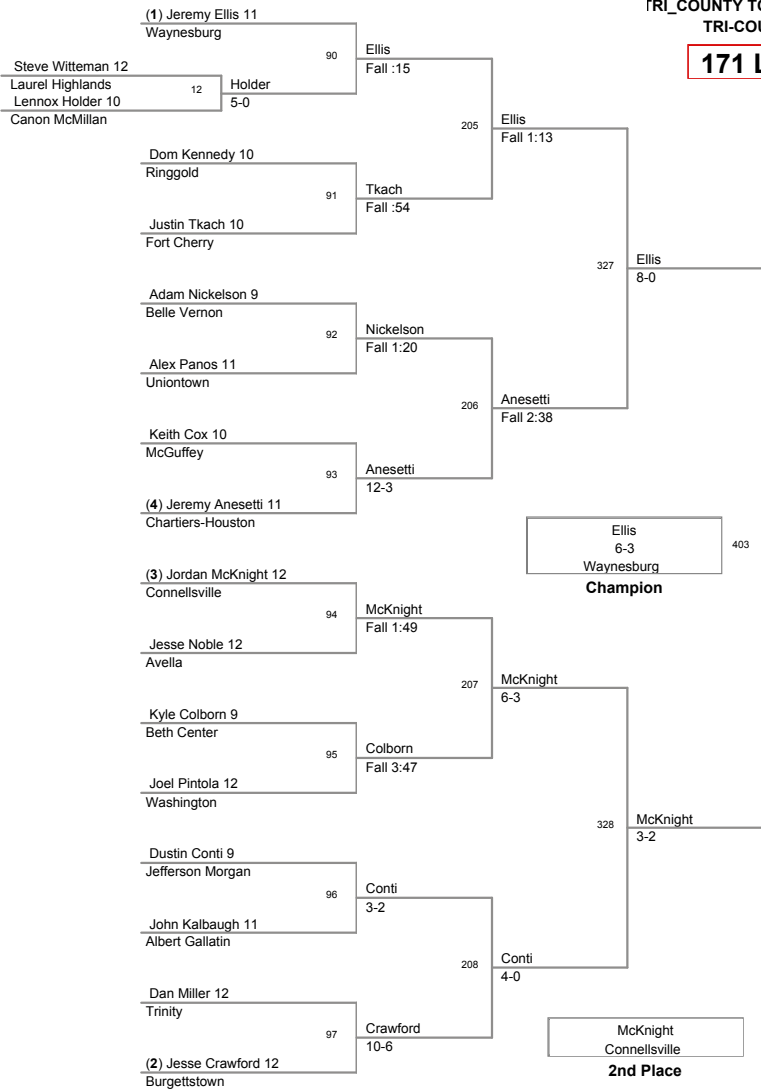 TRI_COUNTY TO
TRI-COU
171 L
(1) Jeremy Ellis 11
Waynesburg
90
Ellis
Fall :15
Steve Witteman 12
Laurel Highlands
12
Holder
5-0
Lennox Holder 10
Canon McMillan
205
Ellis
Fall 1:13
Dom Kennedy 10
Ringgold
91
Tkach
Fall :54
Justin Tkach 10
Fort Cherry
327
Ellis
8-0
Adam Nickelson 9
Belle Vernon
92
Nickelson
Fall 1:20
Alex Panos 11
Uniontown
206
Anesetti
Fall 2:38
Keith Cox 10
McGuffey
93
Anesetti
12-3
(4) Jeremy Anesetti 11
Chartiers-Houston
Ellis
6-3
Waynesburg
403
Champion
(3) Jordan McKnight 12
Connellsville
94
McKnight
Fall 1:49
Jesse Noble 12
Avella
207
McKnight
6-3
Kyle Colborn 9
Beth Center
95
Colborn
Fall 3:47
Joel Pintola 12
Washington
328
McKnight
3-2
Dustin Conti 9
Jefferson Morgan
96
Conti
3-2
John Kalbaugh 11
Albert Gallatin
208
Conti
4-0
Dan Miller 12
Trinity
97
Crawford
10-6
(2) Jesse Crawford 12
Burgettstown
McKnight
Connellsville
2nd Place